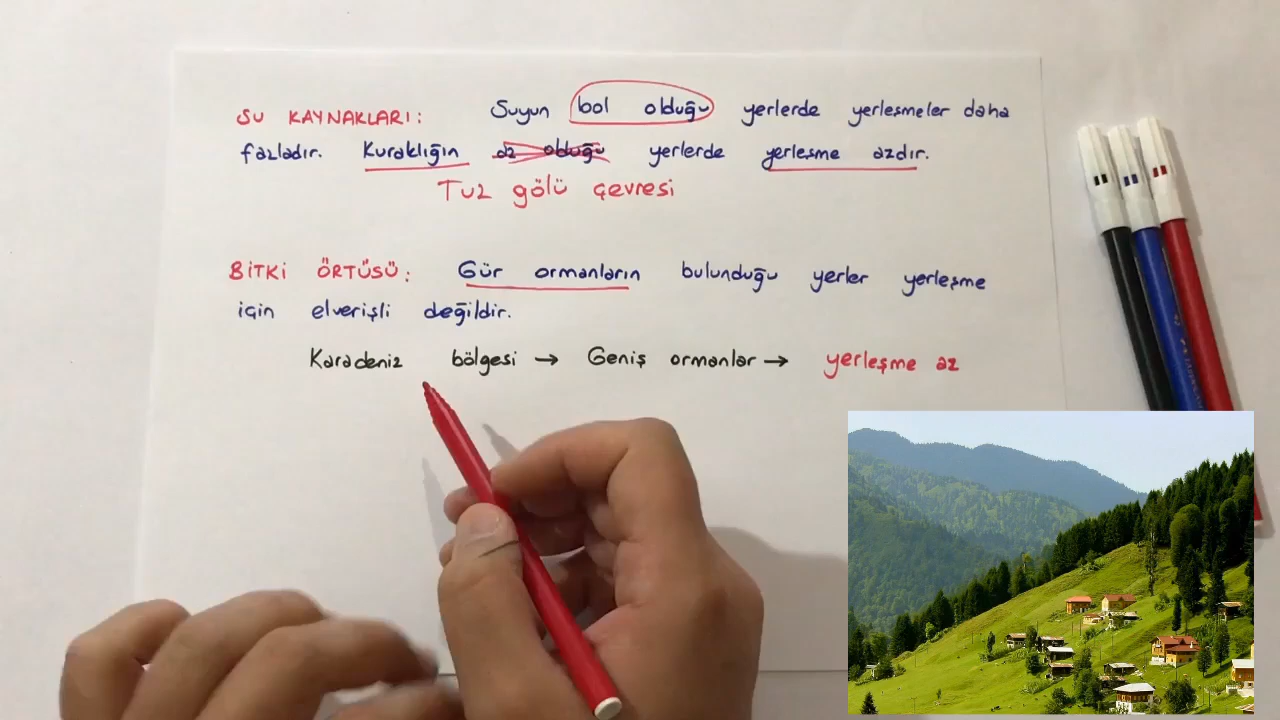 SU KAYNAKLARI: Suyun bol olduğu yerlerde yerleşmeler daha
fazladır. Kuraklığın az olduğu yerlerde yerleşme azdır.
Tuz gölü çevresi
BİTKİ ÖRTÜSÜ: Gür ormanların bulunduğu yerler yerleşme
için elverişli değildir.
Karadeniz bölgesi → Geniş ormanlar → yerleşme az